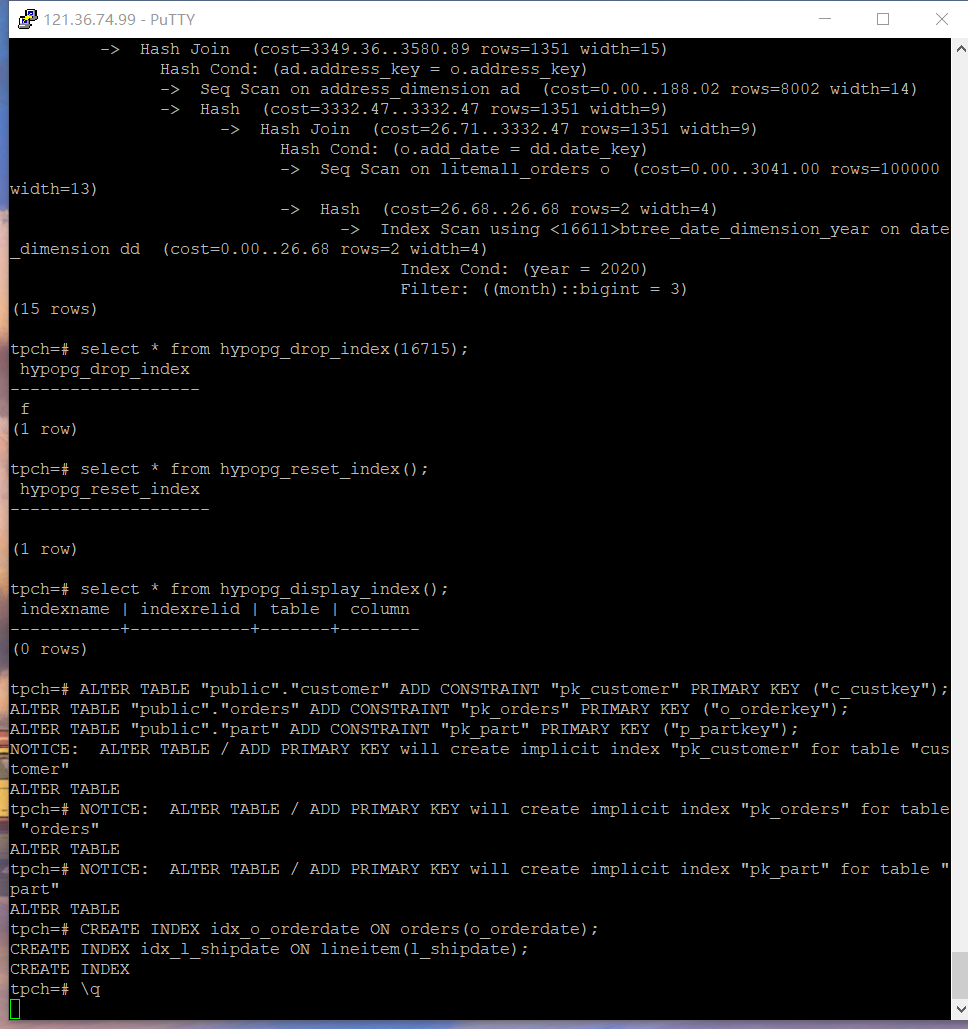 121.36.74.99 - PuTTY
->  Hash Join  (cost=3349.36..3580.89 rows=1351 width=15)
Hash Cond: (ad.address_key = o.address_key)
->  Seq Scan on address_dimension ad  (cost=0.00..188.02 rows=8002 width=14)
->  Hash  (cost=3332.47..3332.47 rows=1351 width=9)
->  Hash Join  (cost=26.71..3332.47 rows=1351 width=9)
Hash Cond: (o.add_date = dd.date_key)
->  Seq Scan on litemall_orders o  (cost=0.00..3041.00 rows=100000
width=13)
->  Hash  (cost=26.68..26.68 rows=2 width=4)
->  Index Scan using <16611>btree_date_dimension_year on date
_dimension dd  (cost=0.00..26.68 rows=2 width=4)
Index Cond: (year = 2020)
Filter: ((month)::bigint = 3)
(15 rows)
tpch=# select * from hypopg_drop_index(16715);
hypopg_drop_index
-------------------
f
(1 row)
tpch=# select * from hypopg_reset_index();
hypopg_reset_index
--------------------
(1 row)
tpch=# select * from hypopg_display_index();
indexname | indexrelid | table | column
-----------+------------+-------+--------
(0 rows)
tpch=# ALTER TABLE "public"."customer" ADD CONSTRAINT "pk_customer" PRIMARY KEY ("c_custkey");
ALTER TABLE "public"."orders" ADD CONSTRAINT "pk_orders" PRIMARY KEY ("o_orderkey");
ALTER TABLE "public"."part" ADD CONSTRAINT "pk_part" PRIMARY KEY ("p_partkey");
NOTICE:  ALTER TABLE / ADD PRIMARY KEY will create implicit index "pk_customer" for table "cus
tomer"
ALTER TABLE
tpch=# NOTICE:  ALTER TABLE / ADD PRIMARY KEY will create implicit index "pk_orders" for table
"orders"
ALTER TABLE
tpch=# NOTICE:  ALTER TABLE / ADD PRIMARY KEY will create implicit index "pk_part" for table "
part"
ALTER TABLE
tpch=# CREATE INDEX idx_o_orderdate ON orders(o_orderdate);
CREATE INDEX idx_l_shipdate ON lineitem(l_shipdate);
CREATE INDEX
tpch=# \q